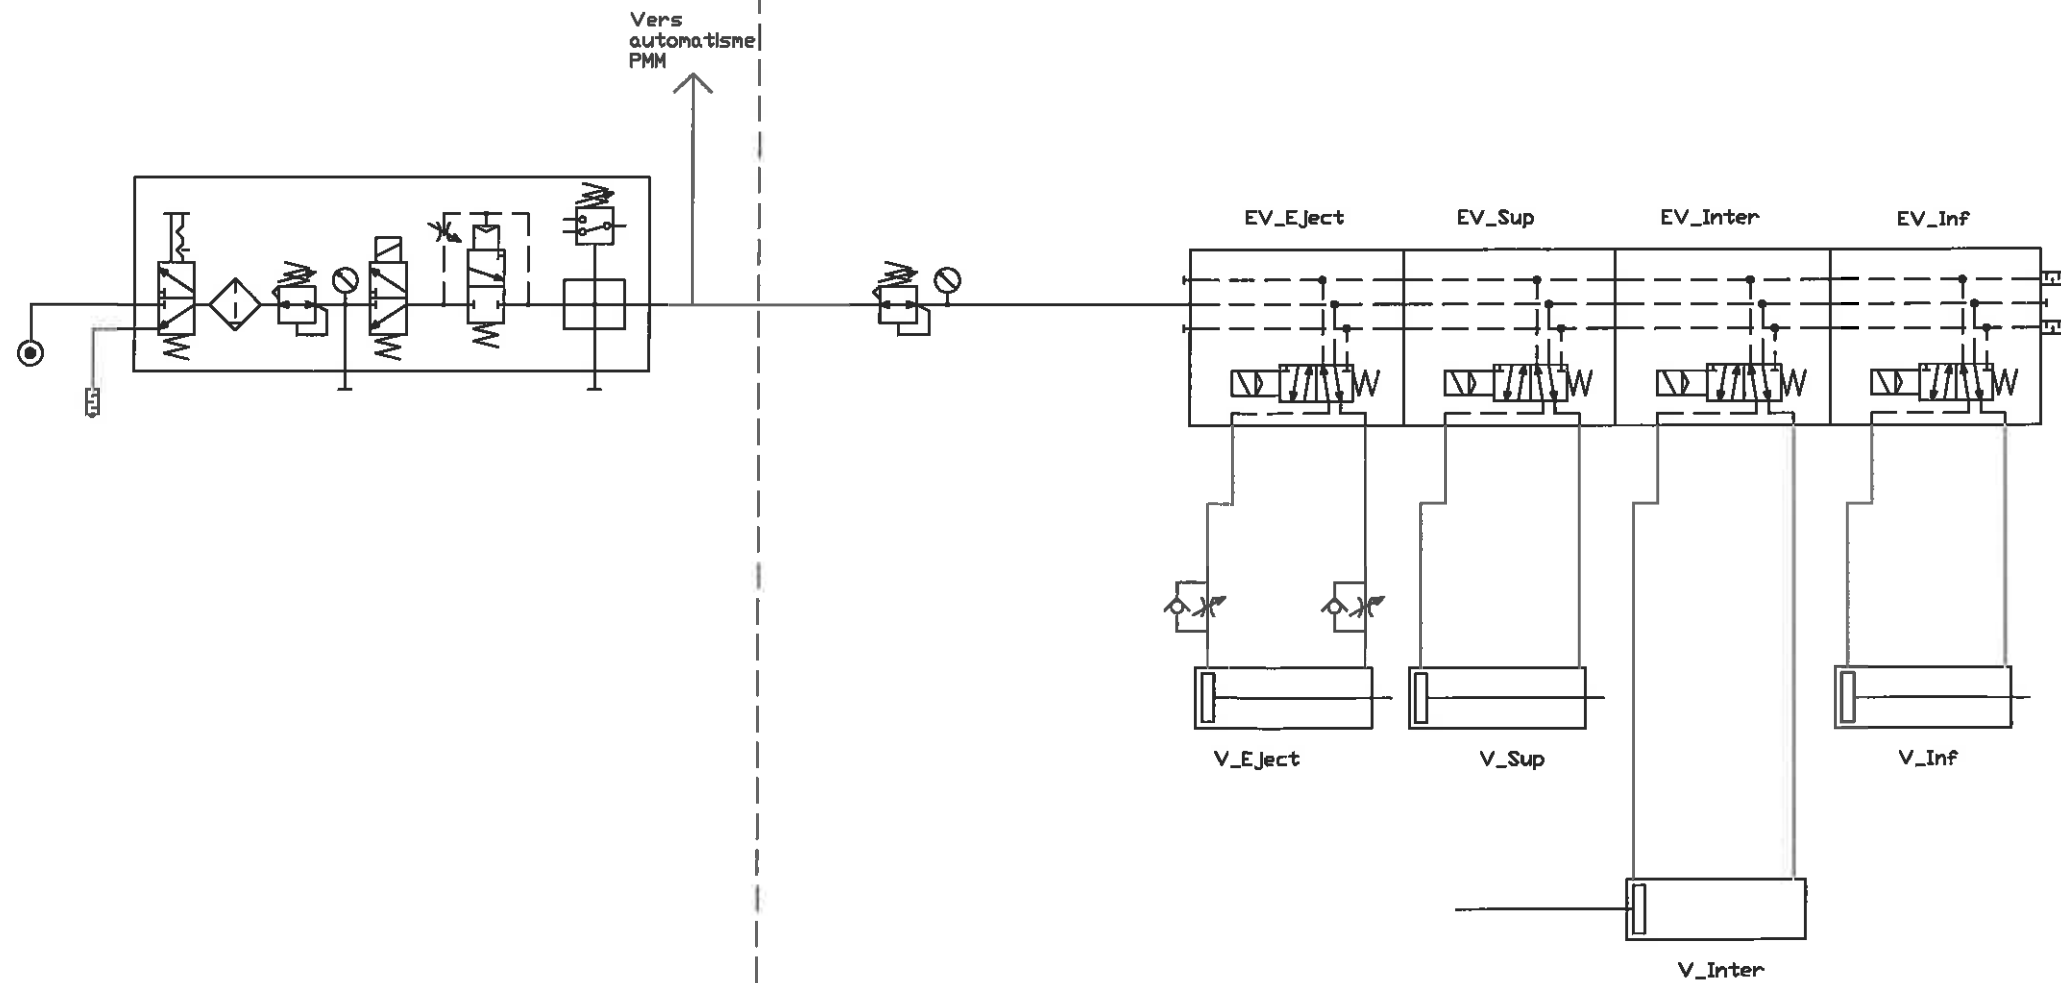 Vers
automatisme
PMM
EV_Eject
EV_Sup
EV_Inter
EV_Inf
V_Eject
V_Sup
V_Inf
V_Inter